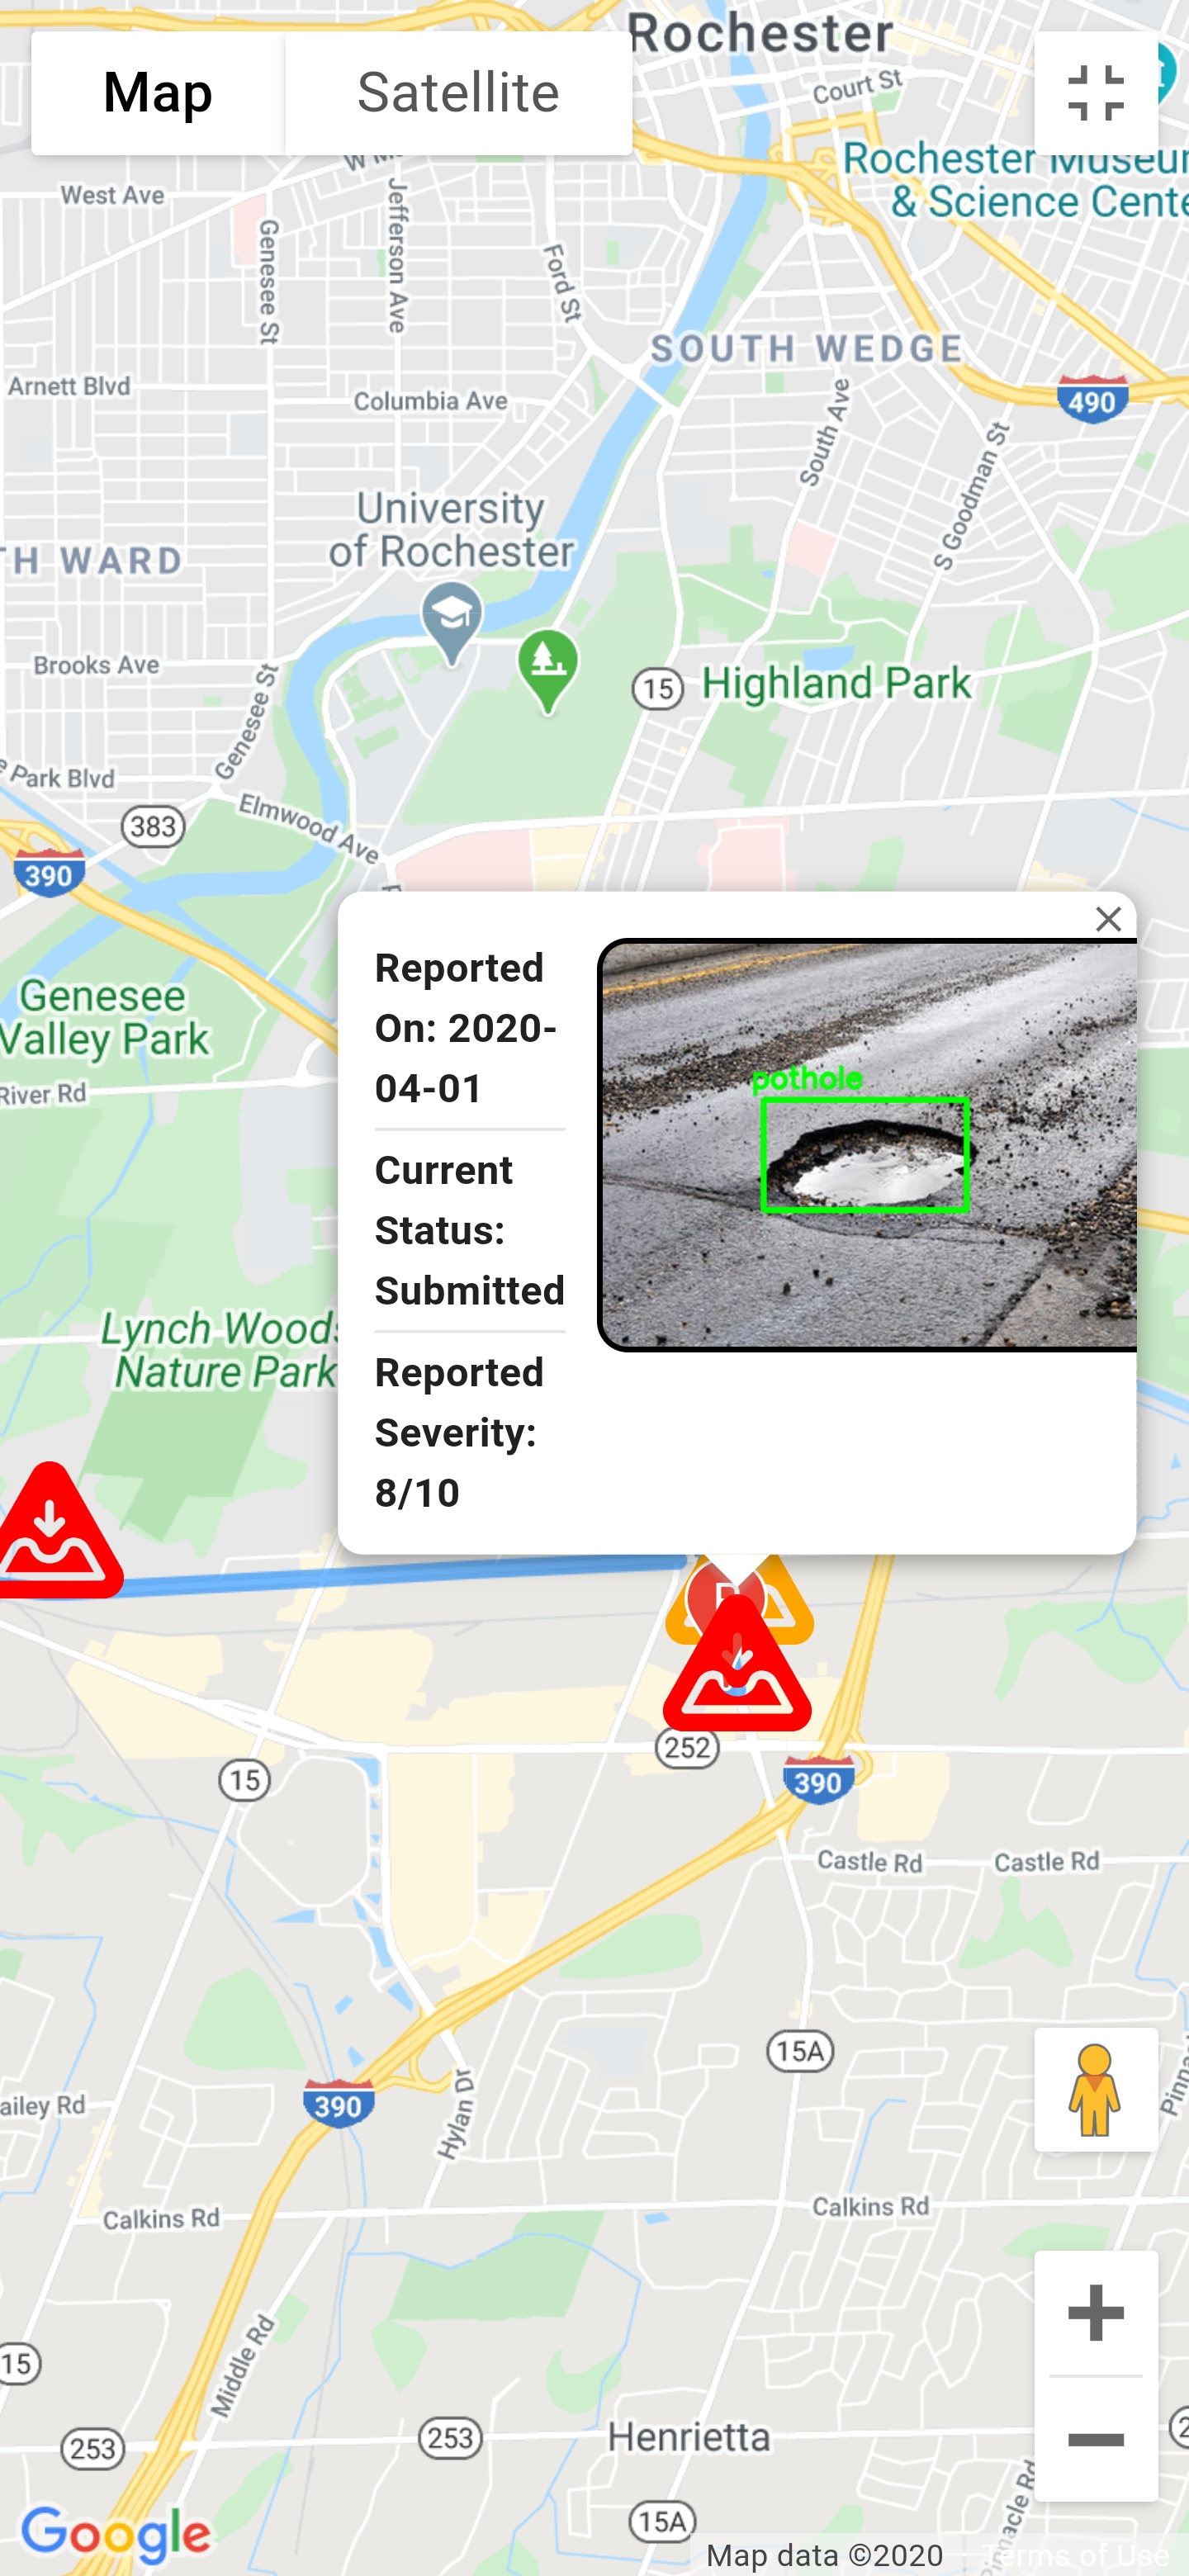 Rochester
Map
Satellite
Court St
Rochester Museum
& Science Cente
West Ave
Genesee St
Jefferson Ave
Ford St
SOUTH WEDGE
Arnett Blvd
Columbia Ave
490
South Ave
S Goodman St
University
of Rochester
TH WARD
Brooks Ave
Genesee St
15
Highland Park
e Park Blvd
383
Elmwood Ave
390
Genesee
Valley Park
River Rd
Reported
On: 2020-
04-01
Current
Status:
Submitted
Reported
Severity:
8/10
pothole
Lynch Woods
Nature Park
252
15
390
Castle Rd
Castle Rd
15A
390
Hylan Dr
ailey Rd
Calkins Rd
Calkins Rd
Middle Rd
15
253
253
Henrietta
15A
Google
Map data ©2020
Terms of Use